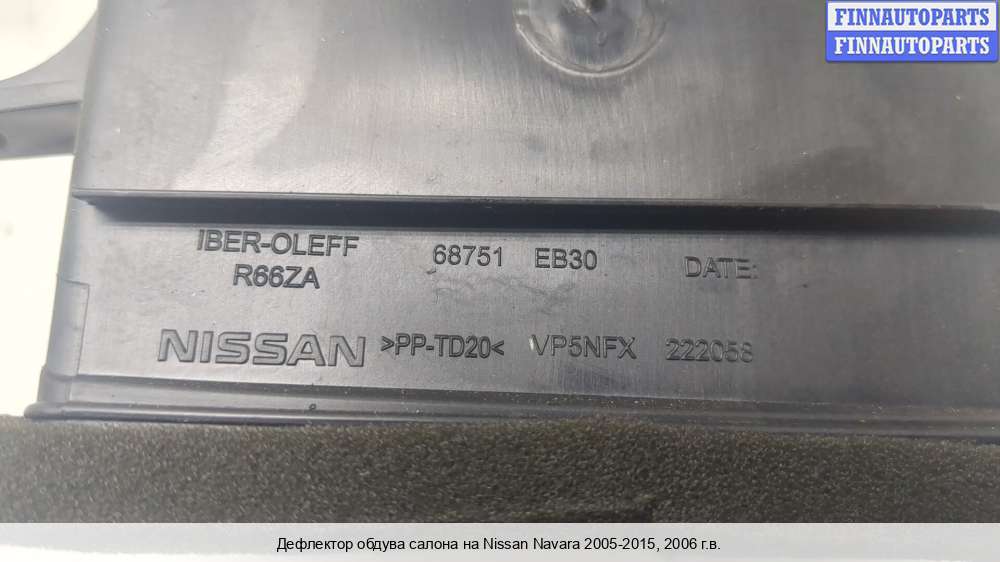 FINNAUTOPARTS
FINNAUTOPARTS
IBER-OLEFF 68751 EB30 DATE:
R66ZA
NISSAN >PP-TD20< VP5NFX 222058
Дефлектор обдува салона на Nissan Navara 2005-2015, 2006 г.в.